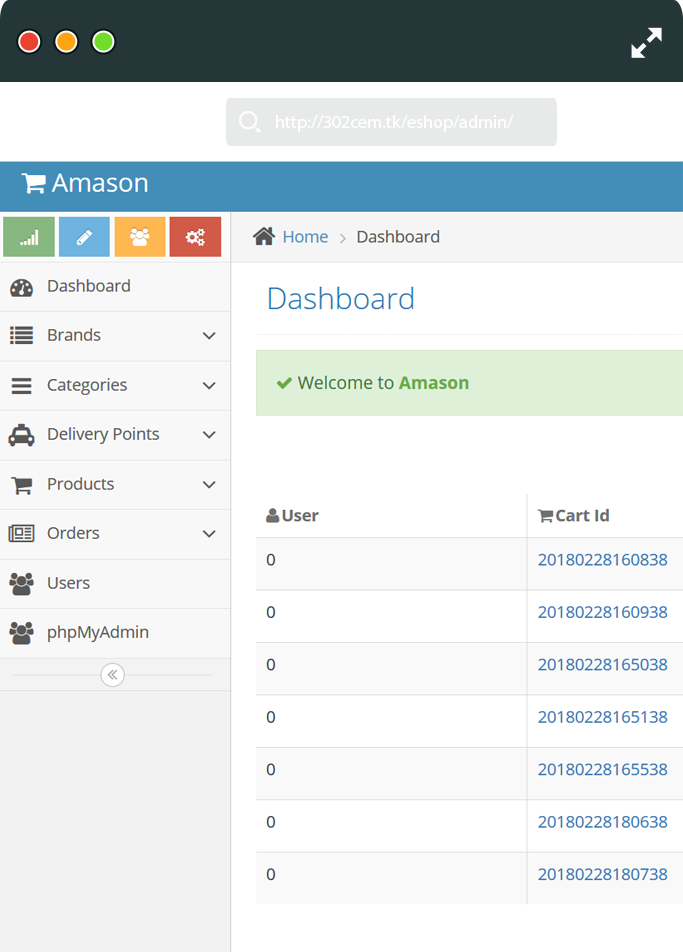 http://302cem.tk/eshop/admin/
Amason
Home > Dashboard
Dashboard
Brands
Categories
Delivery Points
Products
Orders
Users
phpMyAdmin
Dashboard
Welcome to Amason
User Cart Id
0 20180228160838
0 20180228160938
0 20180228165038
0 20180228165138
0 20180228165538
0 20180228180638
0 20180228180738